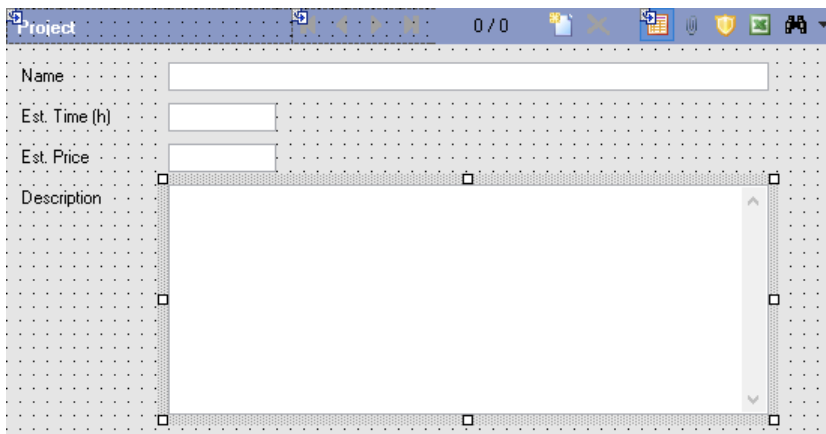 Project 0 / 0
Name
Est. Time (h)
Est. Price
Description